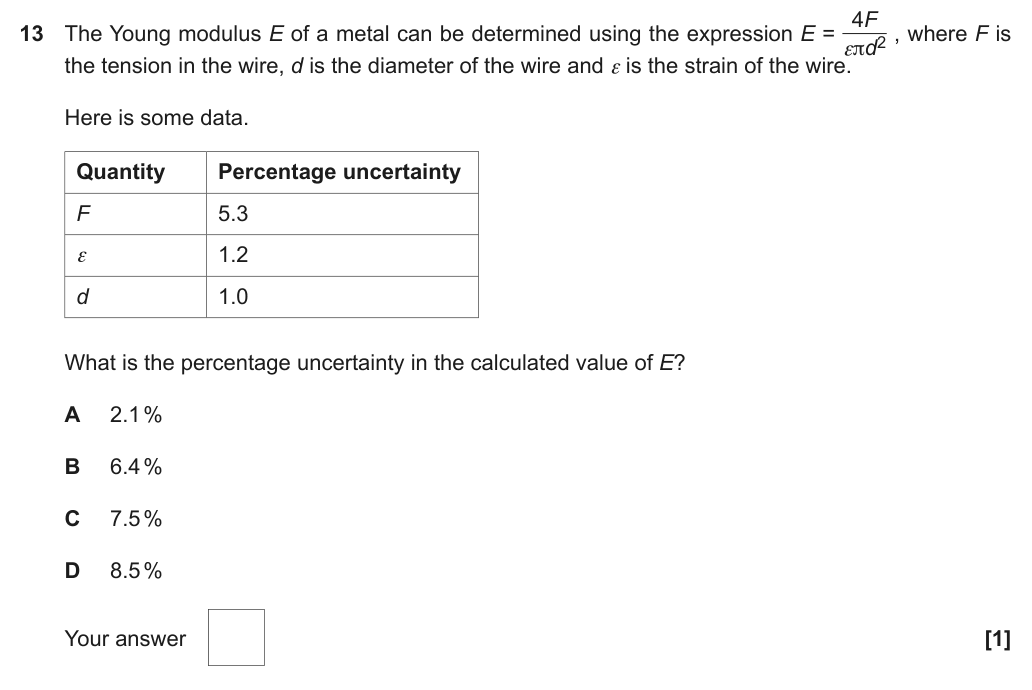 13 The Young modulus E of a metal can be determined using the expression E = 4F/επd², where F is
the tension in the wire, d is the diameter of the wire and ε is the strain of the wire.
Here is some data.
Quantity Percentage uncertainty
F 5.3
ε 1.2
d 1.0
What is the percentage uncertainty in the calculated value of E?
A 2.1%
B 6.4%
C 7.5%
D 8.5%
Your answer [1]